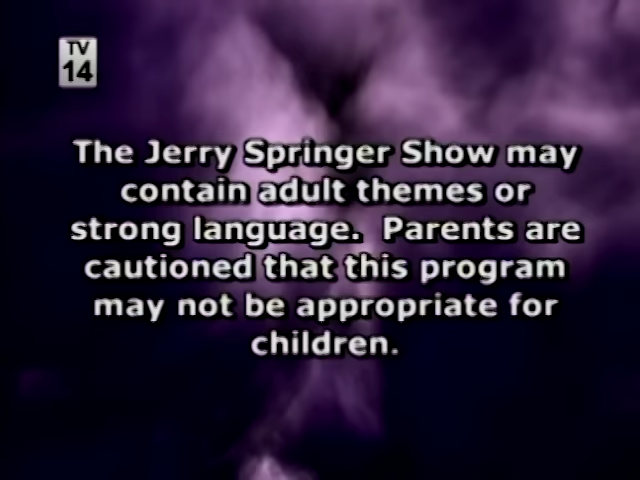 TV
14
The Jerry Springer Show may
contain adult themes or
strong language.  Parents are
cautioned that this program
may not be appropriate for
children.